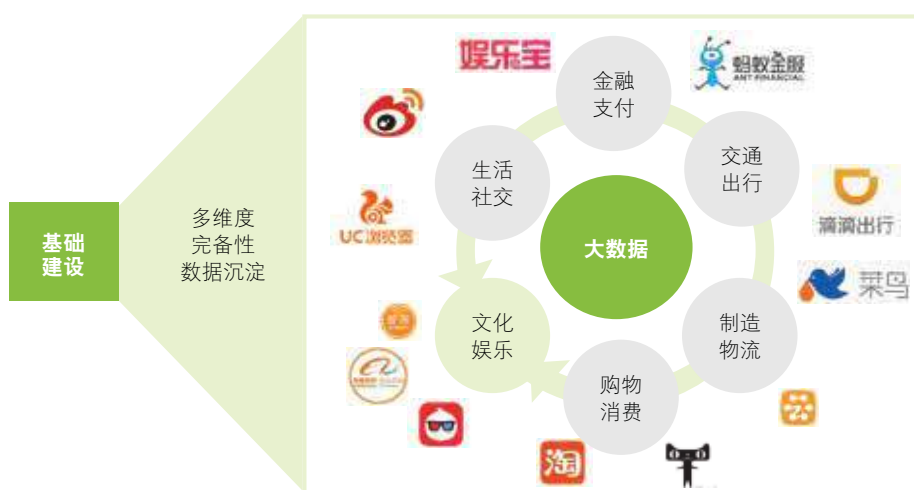 基础
建设
多维度
完备性
数据沉淀
娱乐宝
金融
支付
蚂蚁金服
ANT FINANCIAL
生活
社交
交通
出行
UC浏览器
大数据
滴滴出行
菜鸟
文化
娱乐
制造
物流
购物
消费
淘